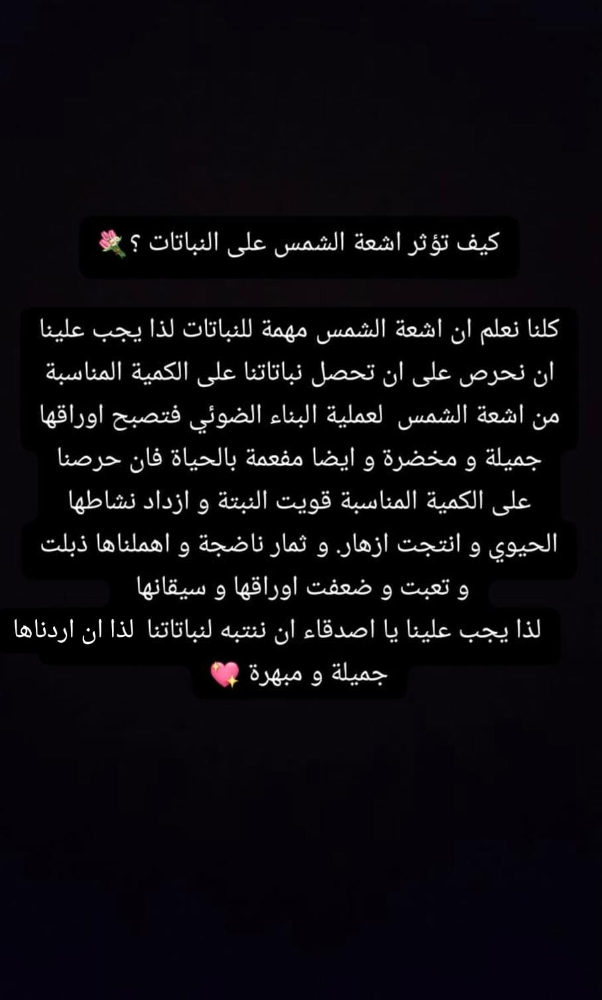 كيف تؤثر اشعة الشمس على النباتات ؟💐
كلنا نعلم ان اشعة الشمس مهمة للنباتات لذا يجب علينا
ان نحرص على ان تحصل نباتاتنا على الكمية المناسبة
من اشعة الشمس لعملية البناء الضوئي فتصبح اوراقها
جميلة و مخضرة و ايضا مفعمة بالحياة فان حرصنا
على الكمية المناسبة قويت النبتة و ازداد نشاطها
الحيوي و انتجت ازهار. و ثمار ناضجة و اهملناها ذبلت
و تعبت و ضعفت اوراقها و سيقانها
لذا يجب علينا يا اصدقاء ان ننتبه لنباتاتنا لذا ان اردناها
جميلة و مبهرة 💖